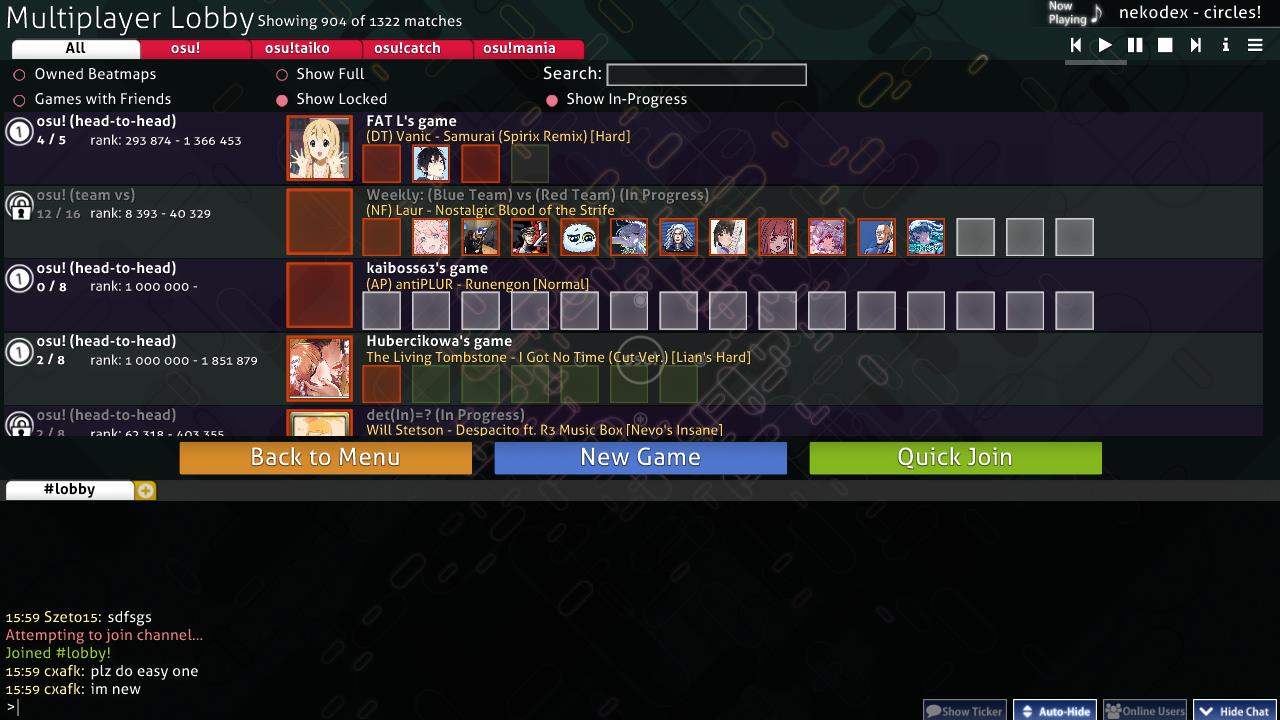 Multiplayer Lobby Showing 904 of 1322 matches
Now Playing ♪ nekodex - circles!
All osu! osu!taiko osu!catch osu!mania
Owned Beatmaps Show Full Search:
Games with Friends Show Locked Show In-Progress
osu! (head-to-head) FAT L's game
4 / 5 rank: 293 874 - 1 366 453 (DT) Vanic - Samurai (Spirix Remix) [Hard]
osu! (team vs) Weekly: (Blue Team) vs (Red Team) (In Progress)
12 / 16 rank: 8 393 - 40 329 (NF) Laur - Nostalgic Blood of the Strife
osu! (head-to-head) kaiboss63's game
0 / 8 rank: 1 000 000 - (AP) antiPLUR - Runengon [Normal]
osu! (head-to-head) Hubercikowa's game
2 / 8 rank: 1 000 000 - 1 851 879 The Living Tombstone - I Got No Time (Cut Ver.) [Lian's Hard]
osu! (head-to-head) det(In)=? (In Progress)
2 / 8 rank: 62 318 - 403 355 Will Stetson - Despacito ft. R3 Music Box [Nevo's Insane]
Back to Menu New Game Quick Join
#lobby
15:59 Szeto15: sdfsgs
Attempting to join channel...
Joined #lobby!
15:59 cxafk: plz do easy one
15:59 cxafk: im new
>
Show Ticker Auto-Hide Online Users Hide Chat